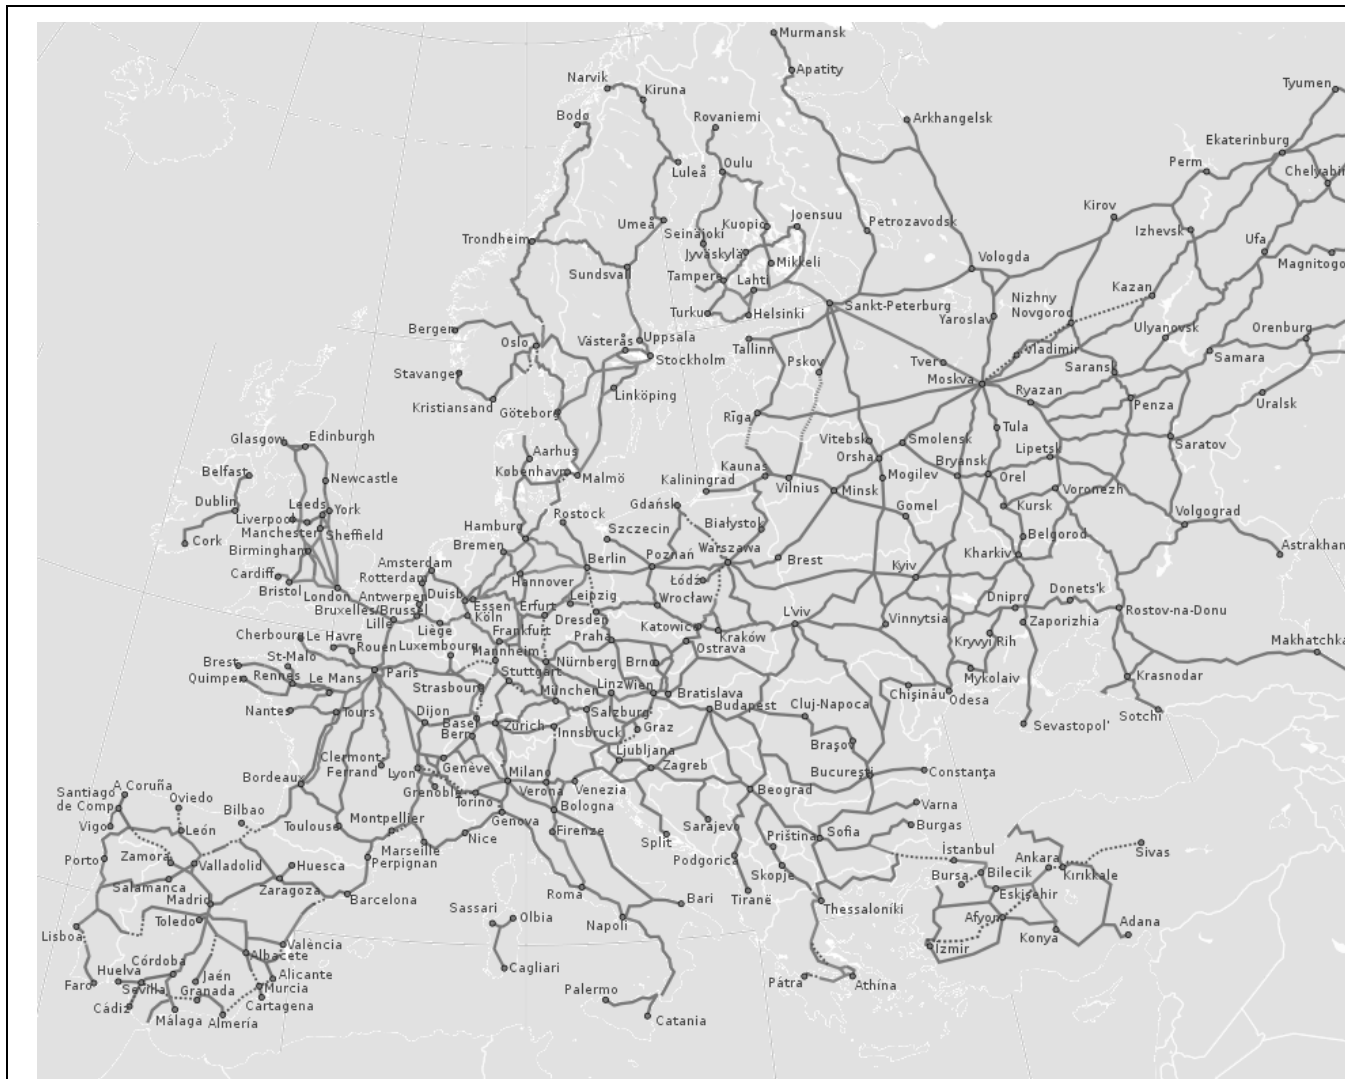 Murmansk
Apatity
Narvik
Kiruna
Tyumen
Bodø
Rovaniemi
Arkhangelsk
Ekaterinburg
Oulu
Luleå
Perm
Chelyabin
Umeå
Kuopio
Joensuu
Petrozavodsk
Kirov
Izhevsk
Seinäjoki
Jyväskylä
Ufa
Trondheim
Sundsvall
Mikkeli
Tampere
Lahti
Vologda
Magnitogo
Kazan
Nizhny
Novgorod
Sankt-Peterburg
Turku
Helsinki
Yaroslavl
Bergen
Oslo
Västerås
Uppsala
Ulyanovsk
Orenburg
Tallinn
Stockholm
Pskov
Tver
Vladimir
Saransk
Samara
Stavanger
Moskva
Linköping
Ryazan
Kristiansand
Göteborg
Rīga
Penza
Uralsk
Tula
Glasgow
Edinburgh
Vitebsk
Smolensk
Lipetsk
Saratov
Aarhus
Orsha
Belfast
København
Malmö
Kaunas
Bryansk
Newcastle
Kaliningrad
Vilnius
Minsk
Mogilev
Orel
Voronezh
Dublin
Leeds
York
Gdańsk
Gomel
Kursk
Liverpool
Rostock
Volgograd
Manchester
Sheffield
Hamburg
Szczecin
Białystok
Belgorod
Cork
Birmingham
Bremen
Astrakhan
Berlin
Poznań
Warszawa
Brest
Kharkiv
Amsterdam
Cardiff
Rotterdam
Hannover
Łódź
Kyiv
Bristol
London
Antwerpen
Duisb
Leipzig
Wrocław
Donets'k
Dnipro
Bruxelles/Brussel
Essen
Erfurt
Rostov-na-Donu
Lille
Köln
Dresden
L'viv
Vinnytsia
Zaporizhia
Liège
Frankfurt
Praha
Katowice
Kraków
Kryvyi Rih
Makhatchka
Cherbourg
Le Havre
Rouen
Luxembourg
Mannheim
Ostrava
Brest
St-Malo
Paris
Nürnberg
Brno
Mykolaiv
Krasnodar
Quimper
Rennes
Le Mans
Strasbourg
Stuttgart
München
Linz
Wien
Bratislava
Chişinău
Odesa
Nantes
Tours
Dijon
Basel
Salzburg
Budapest
Cluj-Napoca
Sevastopol'
Sotchi
Bern
Zürich
Innsbruck
Graz
Clermont
Ferrand
Lyon
Genève
Ljubljana
Zagreb
Braşov
Bordeaux
Grenoble
Milano
Verona
Venezia
Bucureşti
Constanţa
Torino
Beograd
A Coruña
Santiago
de Comp
Oviedo
Bilbao
Toulouse
Montpellier
Genova
Bologna
Varna
Vigo
León
Nice
Firenze
Split
Sarajevo
Priština
Sofia
Burgas
Marseille
Porto
Zamora
Valladolid
Huesca
Perpignan
Podgorica
Skopje
İstanbul
Ankara
Sivas
Salamanca
Zaragoza
Barcelona
Roma
Bari
Tiranë
Bursa
Bilecik
Kırıkkale
Madrid
Eskişehir
Toledo
Sassari
Olbia
Napoli
Thessaloniki
Afyon
Konya
Adana
Lisboa
València
İzmir
Córdoba
Albacete
Huelva
Jaén
Alicante
Cagliari
Faro
Sevilla
Granada
Murcia
Pátra
Athína
Cádiz
Cartagena
Palermo
Málaga
Almería
Catania